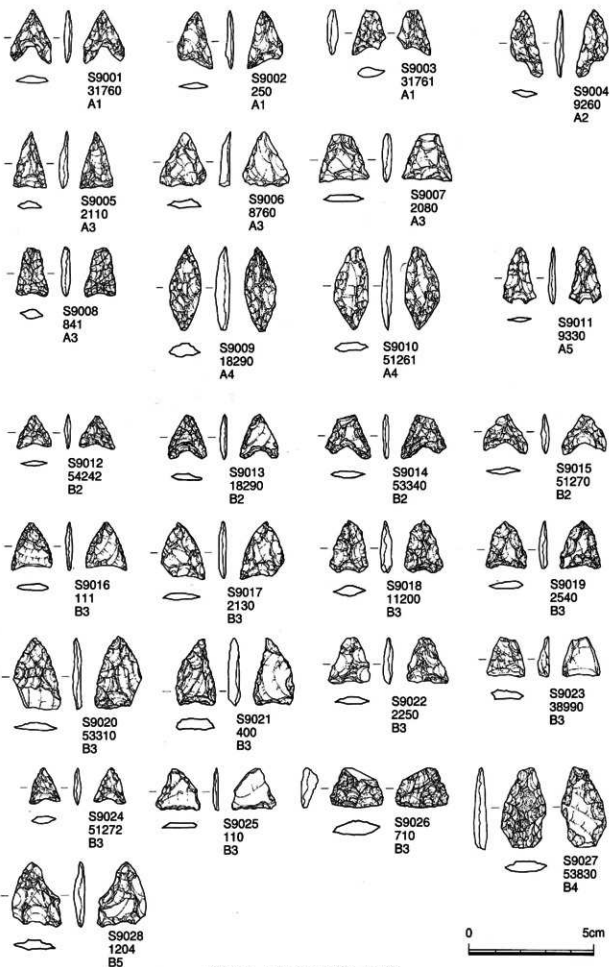 S9001
31760
A1
S9002
250
A1
S9003
31761
A1
S9004
9260
A2
S9005
2110
A3
S9006
8760
A3
S9007
2080
A3
S9008
841
A3
S9009
18290
A4
S9010
51261
A4
S9011
9330
A5
S9012
54242
B2
S9013
18290
B2
S9014
53340
B2
S9015
51270
B2
S9016
111
B3
S9017
2130
B3
S9018
11200
B3
S9019
2540
B3
S9020
53310
B3
S9021
400
B3
S9022
2250
B3
S9023
38990
B3
S9024
51272
B3
S9025
110
B3
S9026
710
B3
S9027
53830
B4
S9028
1204
B5
0 5cm